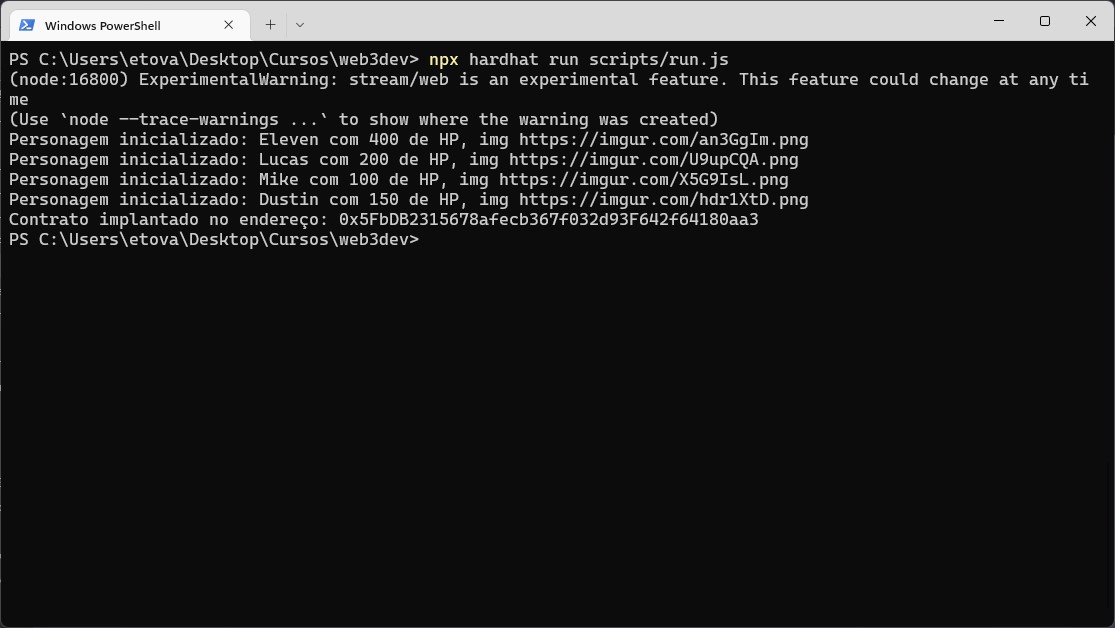 Windows PowerShell
PS C:\Users\etova\Desktop\Cursos\web3dev> npx hardhat run scripts/run.js
(node:16800) ExperimentalWarning: stream/web is an experimental feature. This feature could change at any ti
me
(Use `node --trace-warnings ...` to show where the warning was created)
Personagem inicializado: Eleven com 400 de HP, img https://imgur.com/an3GgIm.png
Personagem inicializado: Lucas com 200 de HP, img https://imgur.com/U9upCQA.png
Personagem inicializado: Mike com 100 de HP, img https://imgur.com/X5G9IsL.png
Personagem inicializado: Dustin com 150 de HP, img https://imgur.com/hdr1XtD.png
Contrato implantado no endereço: 0x5FbDB2315678afecb367f032d93F642f64180aa3
PS C:\Users\etova\Desktop\Cursos\web3dev>